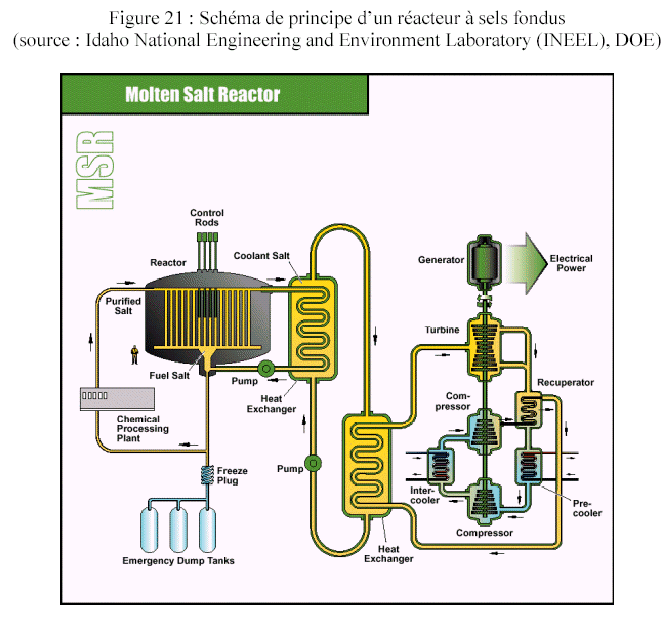 Figure 21 : Schéma de principe d'un réacteur à sels fondus
(source : Idaho National Engineering and Environment Laboratory (INEEL), DOE)
Molten Salt Reactor
MSR
Control
Rods
Reactor
Coolant Salt
Generator
Electrical
Power
Purified
Salt
Turbine
Fuel Salt
Pump
Recuperator
Heat
Exchanger
Com-
pressor
Chemical
Processing
Plant
Freeze
Plug
Pump
Inter-
cooler
Pre-
cooler
Compressor
Heat
Exchanger
Emergency Dump Tanks